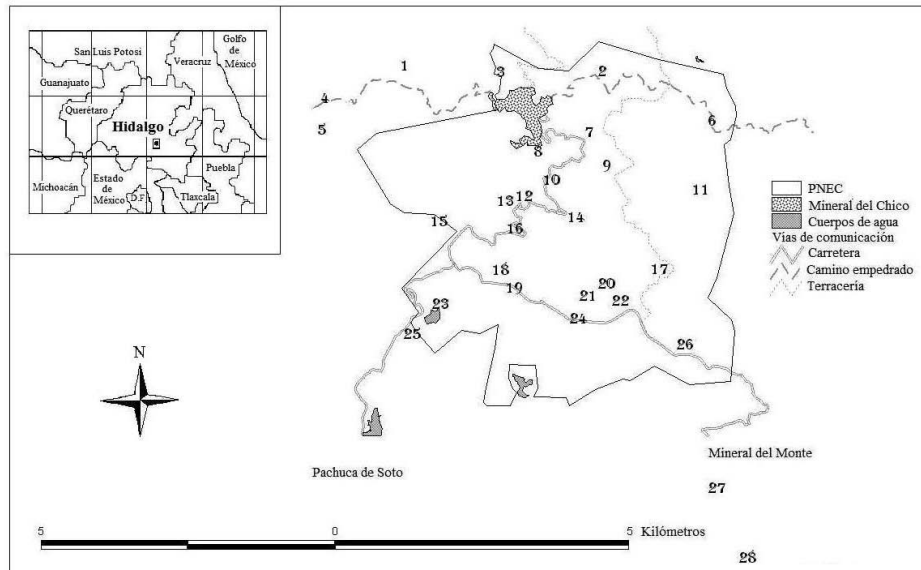 San Luis Potosi
Golfo de
México
Veracruz
Guanajuato
Querétaro
Hidalgo
Michoacán
Estado de
México
D.F
Tlaxcala
Puebla
1
2
3
4
5
6
7
8
9
10
11
12
13
14
15
16
17
18
19
20
21
22
23
24
25
26
27
28
PNEC
Mineral del Chico
Cuerpos de agua
Vías de comunicación
Carretera
Camino empedrado
Terracería
N
Pachuca de Soto
Mineral del Monte
5 0 5 Kilómetros